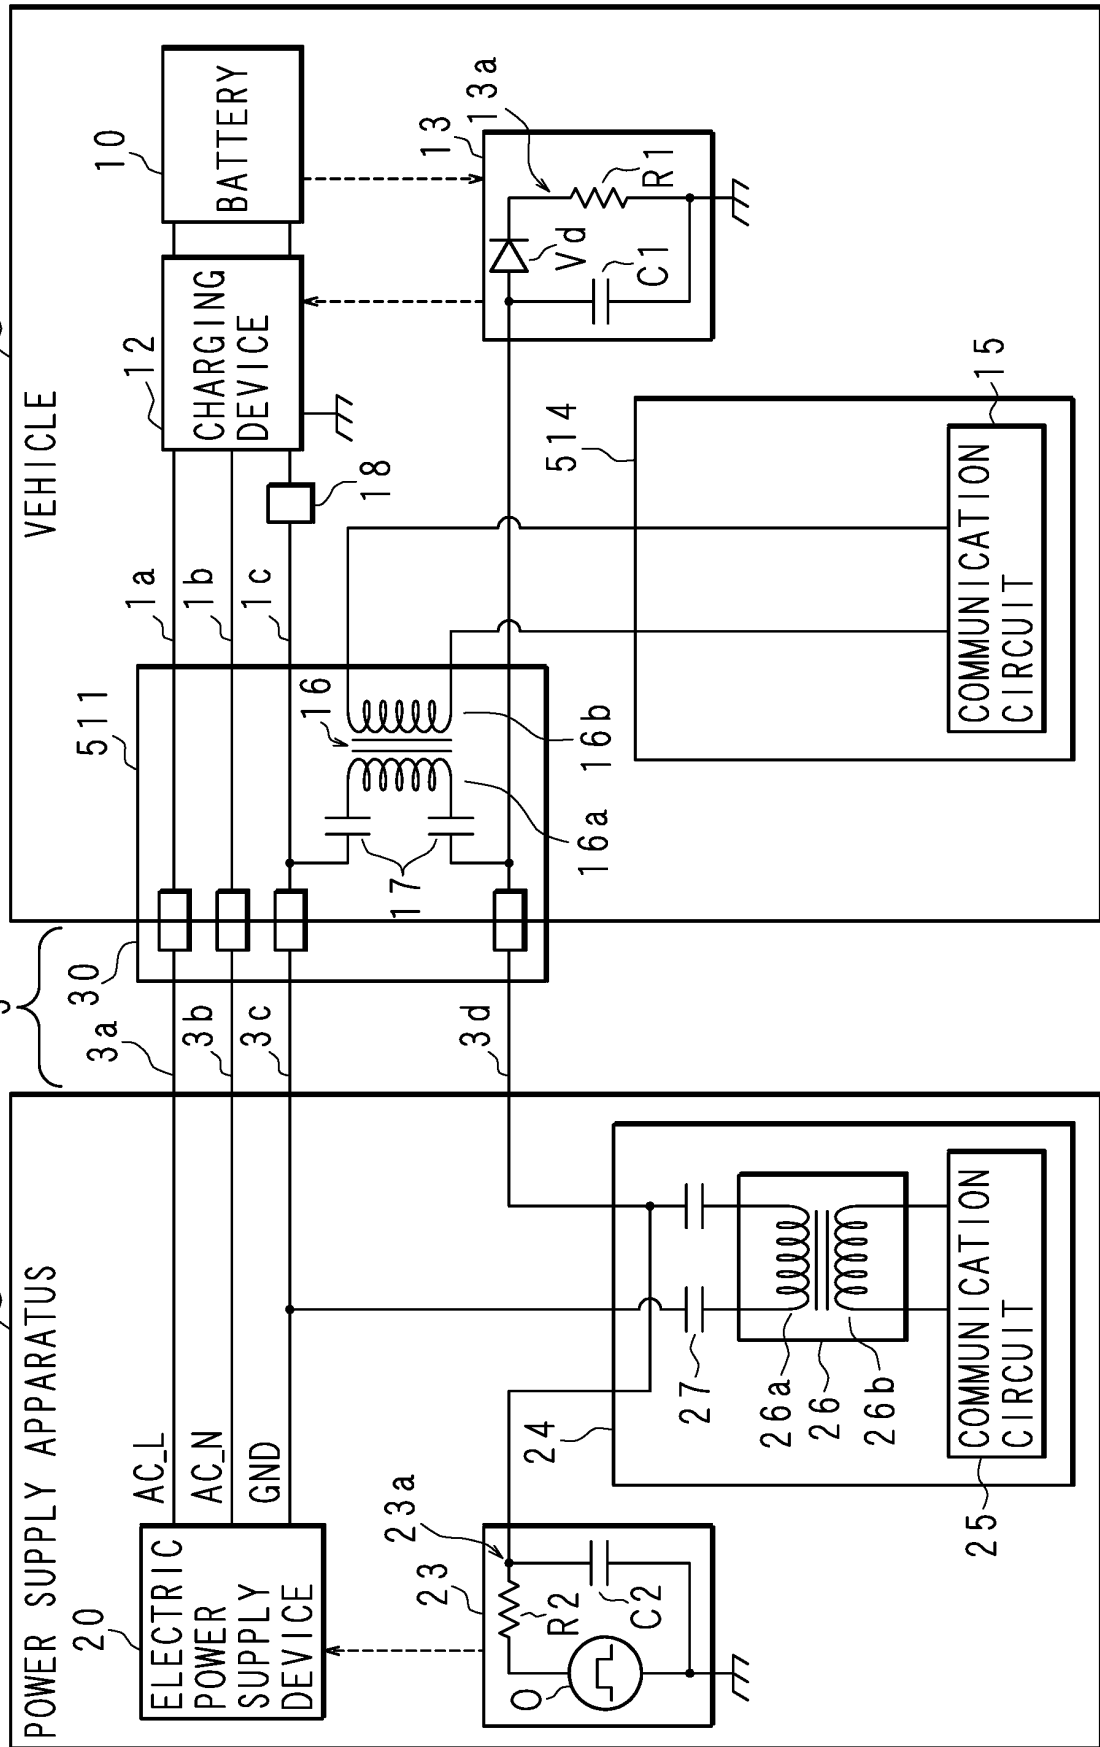 POWER SUPPLY APPARATUS
VEHICLE
20
ELECTRIC
POWER
SUPPLY
DEVICE
AC_L
AC_N
GND
3a
3b
3c
3d
30
511
1a
1b
1c
12
CHARGING
DEVICE
10
BATTERY
18
16
16a
16b
17
13
13a
Vd
R1
C1
514
15
COMMUNICATION
CIRCUIT
23
23a
R2
C2
O
24
27
26a
26
26b
25
COMMUNICATION
CIRCUIT